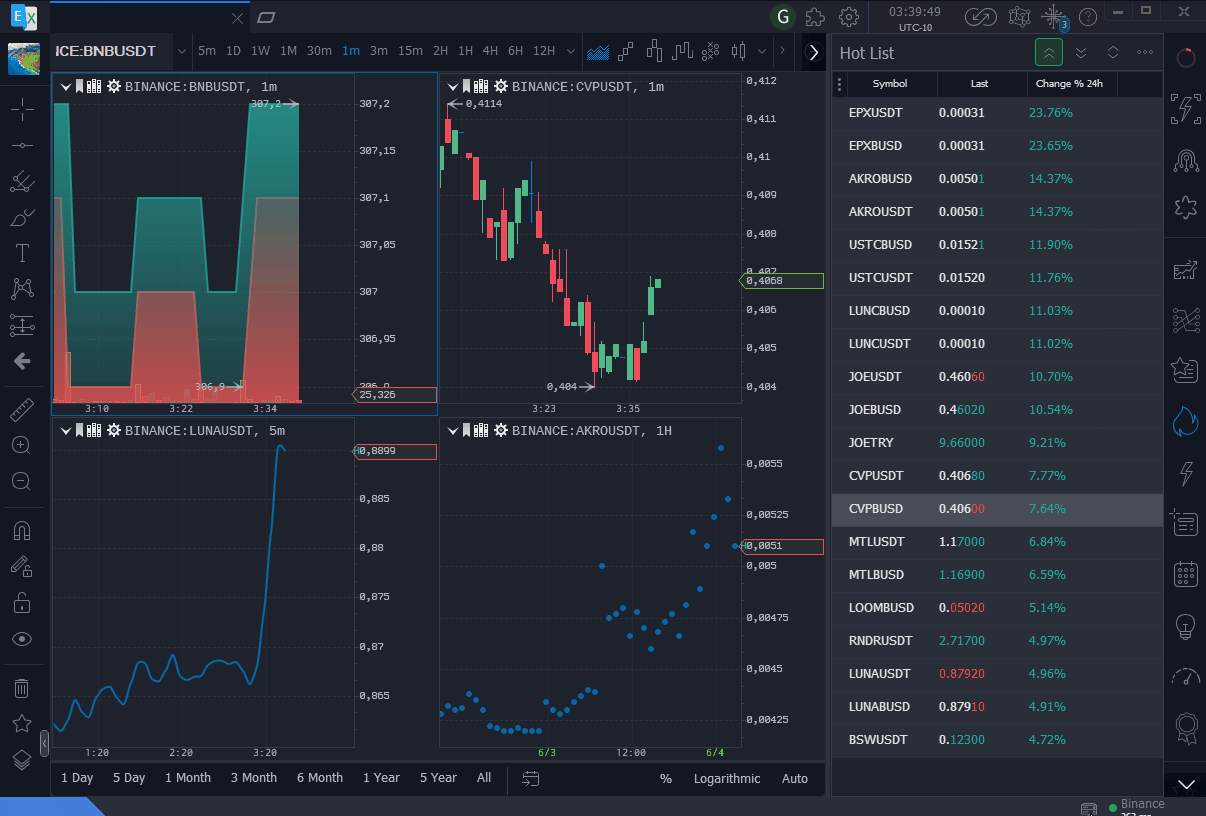 EX
G
03:39:49
UTC-10
3
?
ICE:BNBUSDT
5m 1D 1W 1M 30m 1m 3m 15m 2H 1H 4H 6H 12H
Hot List
Symbol Last Change % 24h
EPXUSDT 0.00031 23.76%
EPXBUSD 0.00031 23.65%
AKROBUSD 0.00501 14.37%
AKROUSDT 0.00501 14.37%
USTCBUSD 0.01521 11.90%
USTCUSDT 0.01520 11.76%
LUNCBUSD 0.00010 11.03%
LUNCUSDT 0.00010 11.02%
JOEUSDT 0.46060 10.70%
JOEBUSD 0.46020 10.54%
JOETRY 9.66000 9.21%
CVPUSDT 0.40680 7.77%
CVPBUSD 0.40600 7.64%
MTLUSDT 1.17000 6.84%
MTLBUSD 1.16900 6.59%
LOOMBUSD 0.05020 5.14%
RNDRUSDT 2.71700 4.97%
LUNAUSDT 0.87920 4.96%
LUNABUSD 0.87910 4.91%
BSWUSDT 0.12300 4.72%
BINANCE:BNBUSDT, 1m
307,2
307,2
307,15
307,1
307,05
307
306,95
306,9
25,326
3:10 3:22 3:34
BINANCE:CVPUSDT, 1m
0,4114
0,412
0,411
0,41
0,409
0,408
0,407
0,4068
0,406
0,405
0,404
0,404
3:23 3:35
BINANCE:LUNAUSDT, 5m
0,8899
0,885
0,88
0,875
0,87
0,865
1:20 2:20 3:20
BINANCE:AKROUSDT, 1H
0,0055
0,00525
0,0051
0,005
0,00475
0,0045
0,00425
6/3 12:00 6/4
1 Day 5 Day 1 Month 3 Month 6 Month 1 Year 5 Year All % Logarithmic Auto
Binance